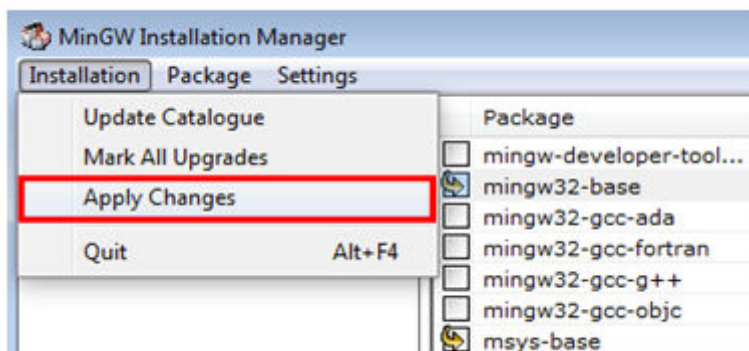 MinGW Installation Manager
Installation Package Settings
Update Catalogue
Mark All Upgrades
Apply Changes
Quit Alt+F4
Package
mingw-developer-tool...
mingw32-base
mingw32-gcc-ada
mingw32-gcc-fortran
mingw32-gcc-g++
mingw32-gcc-objc
msys-base